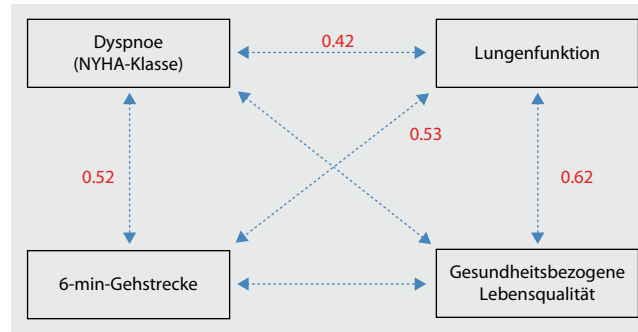 Dyspnoe
(NYHA-Klasse)
0.42
Lungenfunktion
0.53
0.52
0.62
6-min-Gehstrecke
Gesundheitsbezogene
Lebensqualität